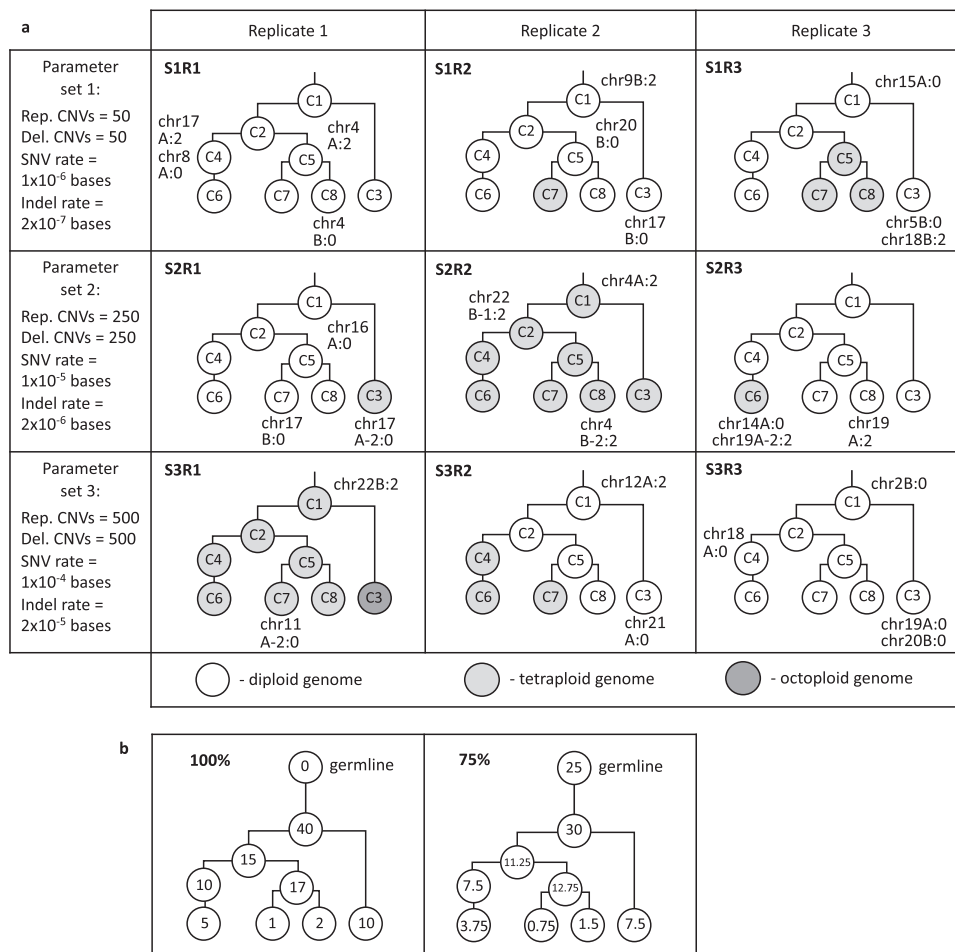 a
Replicate 1
Replicate 2
Replicate 3
Parameter
set 1:
Rep. CNVs = 50
Del. CNVs = 50
SNV rate =
1x10⁻⁶ bases
Indel rate =
2x10⁻⁷ bases
S1R1
C1
C2
chr17
A:2
chr8
A:0
chr4
A:2
C4
C5
C6
C7
C8
C3
chr4
B:0
S1R2
chr9B:2
C1
C2
chr20
B:0
C4
C5
C6
C7
C8
C3
chr17
B:0
S1R3
chr15A:0
C1
C2
C4
C5
C6
C7
C8
C3
chr5B:0
chr18B:2
Parameter
set 2:
Rep. CNVs = 250
Del. CNVs = 250
SNV rate =
1x10⁻⁵ bases
Indel rate =
2x10⁻⁶ bases
S2R1
C1
C2
chr16
A:0
C4
C5
C6
C7
C8
C3
chr17
B:0
chr17
A-2:0
S2R2
chr4A:2
C1
chr22
B-1:2
C2
C4
C5
C6
C7
C8
C3
chr4
B-2:2
S2R3
C1
C2
C4
C5
C6
C7
C8
C3
chr14A:0
chr19A-2:2
chr19
A:2
Parameter
set 3:
Rep. CNVs = 500
Del. CNVs = 500
SNV rate =
1x10⁻⁴ bases
Indel rate =
2x10⁻⁵ bases
S3R1
chr22B:2
C1
C2
C4
C5
C6
C7
C8
C3
chr11
A-2:0
S3R2
chr12A:2
C1
C2
C4
C5
C6
C7
C8
C3
chr21
A:0
S3R3
chr2B:0
C1
C2
chr18
A:0
C4
C5
C6
C7
C8
C3
chr19A:0
chr20B:0
- diploid genome
- tetraploid genome
- octoploid genome
b
100%
0
germline
40
15
10
17
5
1
2
10
75%
25
germline
30
11.25
7.5
12.75
3.75
0.75
1.5
7.5